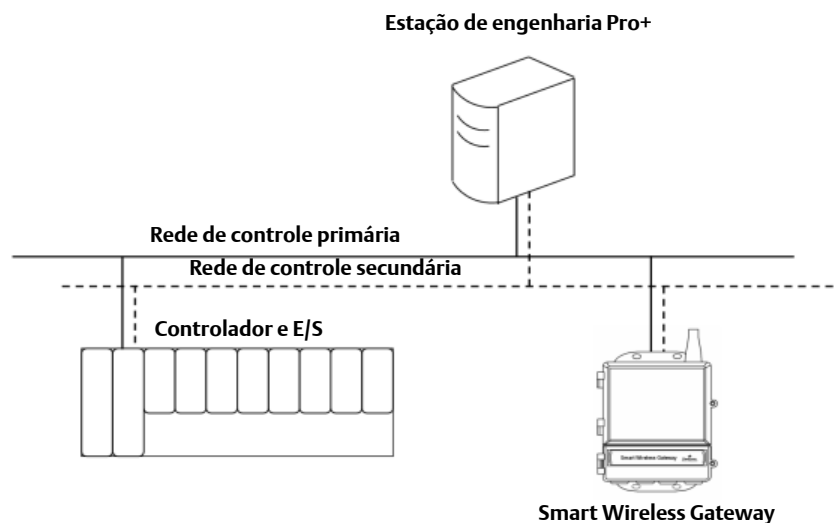 Estação de engenharia Pro+
Rede de controle primária
Rede de controle secundária
Controlador e E/S
Smart Wireless Gateway
Smart Wireless Gateway